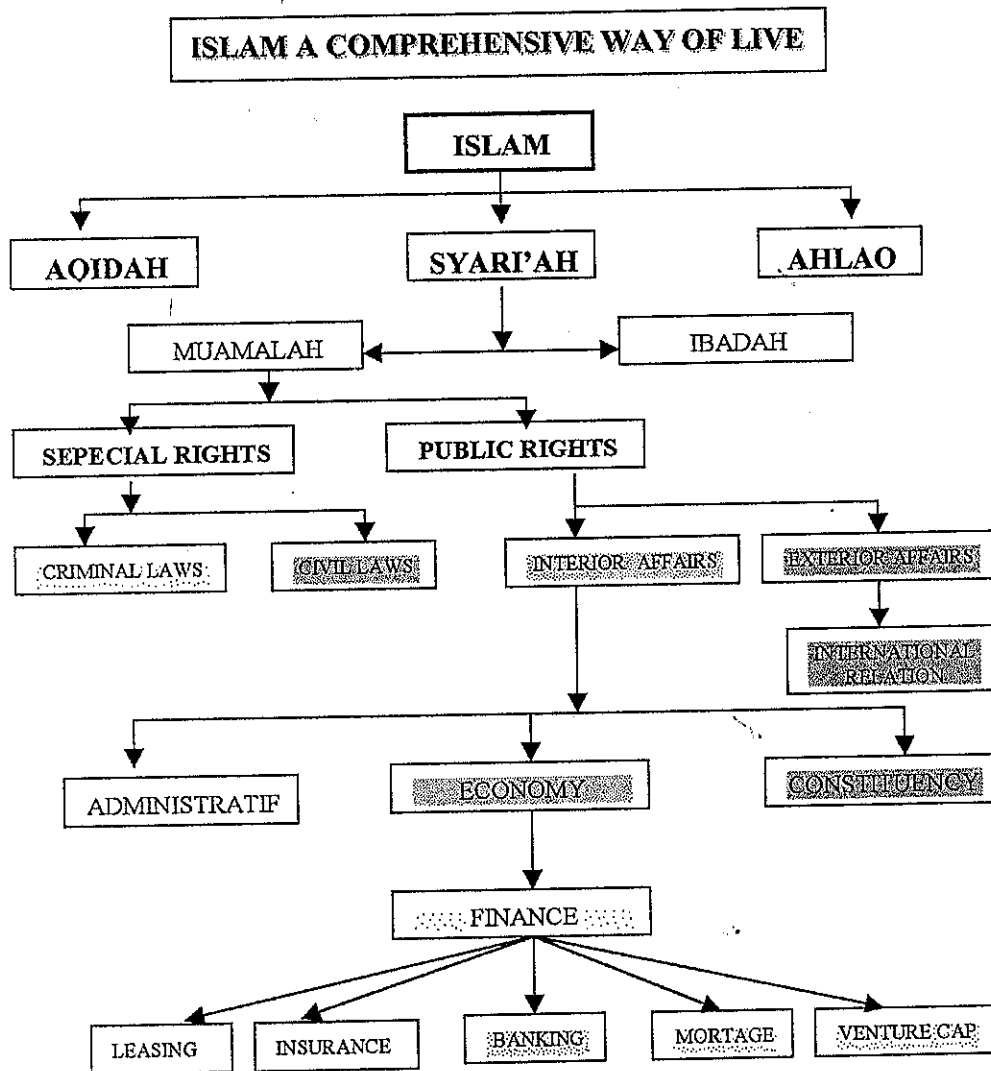 ISLAM A COMPREHENSIVE WAY OF LIVE
ISLAM
AQIDAH
SYARI'AH
AHLAQ
MUAMALAH
IBADAH
SEPECIAL RIGHTS
PUBLIC RIGHTS
CRIMINAL LAWS
CIVIL LAWS
INTERIOR AFFAIRS
EXTERIOR AFFAIRS
INTERNATIONAL
RELATION
ADMINISTRATIF
ECONOMY
CONSTITUENCY
FINANCE
LEASING
INSURANCE
BANKING
MORTAGE
VENTURE CAP